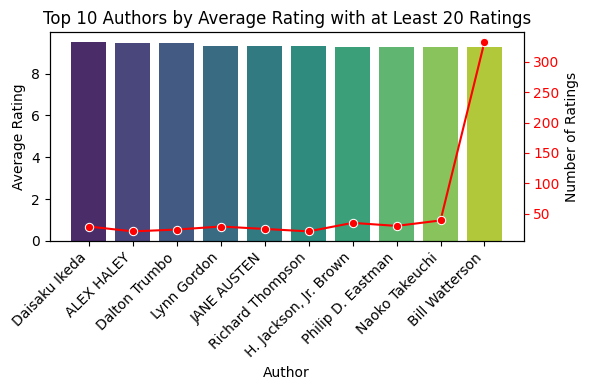 Top 10 Authors by Average Rating with at Least 20 Ratings
Average Rating
8
6
4
2
0
300
250
200
150
100
50
Number of Ratings
Daisaku Ikeda
ALEX HALEY
Dalton Trumbo
Lynn Gordon
JANE AUSTEN
Richard Thompson
H. Jackson, Jr. Brown
Philip D. Eastman
Naoko Takeuchi
Bill Watterson
Author